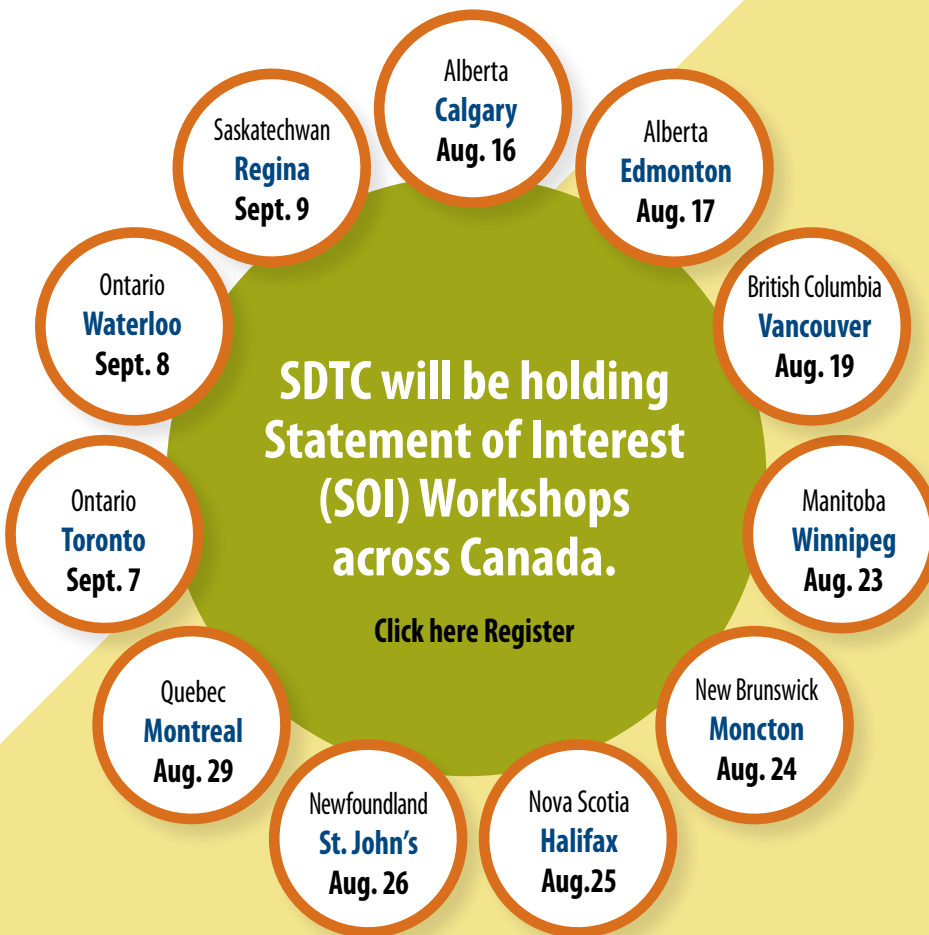 Alberta
Calgary
Aug. 16
Alberta
Edmonton
Aug. 17
British Columbia
Vancouver
Aug. 19
Manitoba
Winnipeg
Aug. 23
New Brunswick
Moncton
Aug. 24
Nova Scotia
Halifax
Aug.25
Newfoundland
St. John's
Aug. 26
Quebec
Montreal
Aug. 29
Ontario
Toronto
Sept. 7
Ontario
Waterloo
Sept. 8
Saskatechwan
Regina
Sept. 9
SDTC will be holding
Statement of Interest
(SOI) Workshops
across Canada.
Click here Register